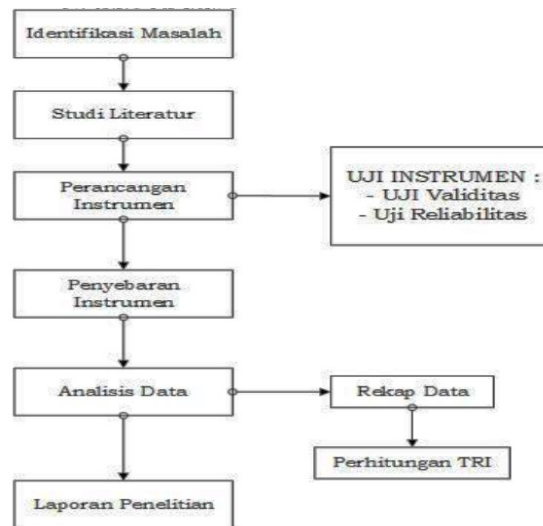 Identifikasi Masalah
Studi Literatur
Perancangan
Instrumen
UJI INSTRUMEN :
- UJI Validitas
- Uji Reliabilitas
Penyebaran
Instrumen
Analisis Data
Rekap Data
Perhitungan TRI
Laporan Penelitian